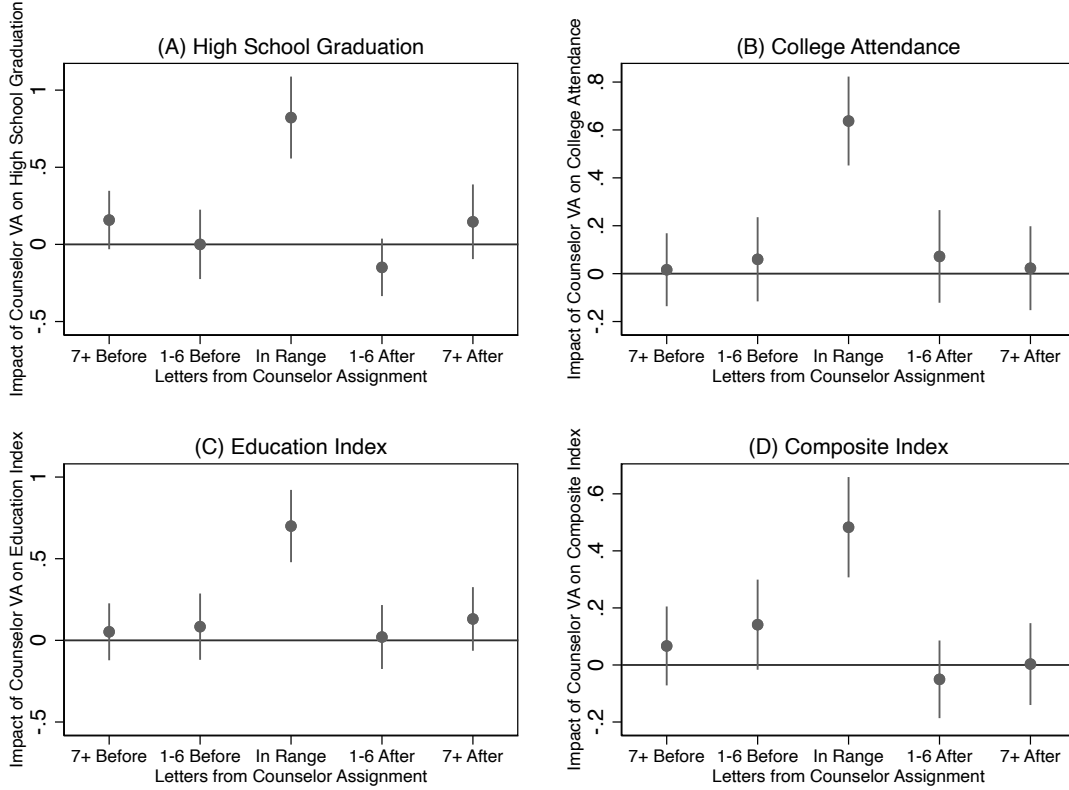 (A) High School Graduation
Impact of Counselor VA on High School Graduation
1
.5
0
-.5
7+ Before 1-6 Before In Range 1-6 After 7+ After
Letters from Counselor Assignment
(B) College Attendance
Impact of Counselor VA on College Attendance
.8
.6
.4
.2
0
-.2
7+ Before 1-6 Before In Range 1-6 After 7+ After
Letters from Counselor Assignment
(C) Education Index
Impact of Counselor VA on Education Index
1
.5
0
-.5
7+ Before 1-6 Before In Range 1-6 After 7+ After
Letters from Counselor Assignment
(D) Composite Index
Impact of Counselor VA on Composite Index
.6
.4
.2
0
-.2
7+ Before 1-6 Before In Range 1-6 After 7+ After
Letters from Counselor Assignment